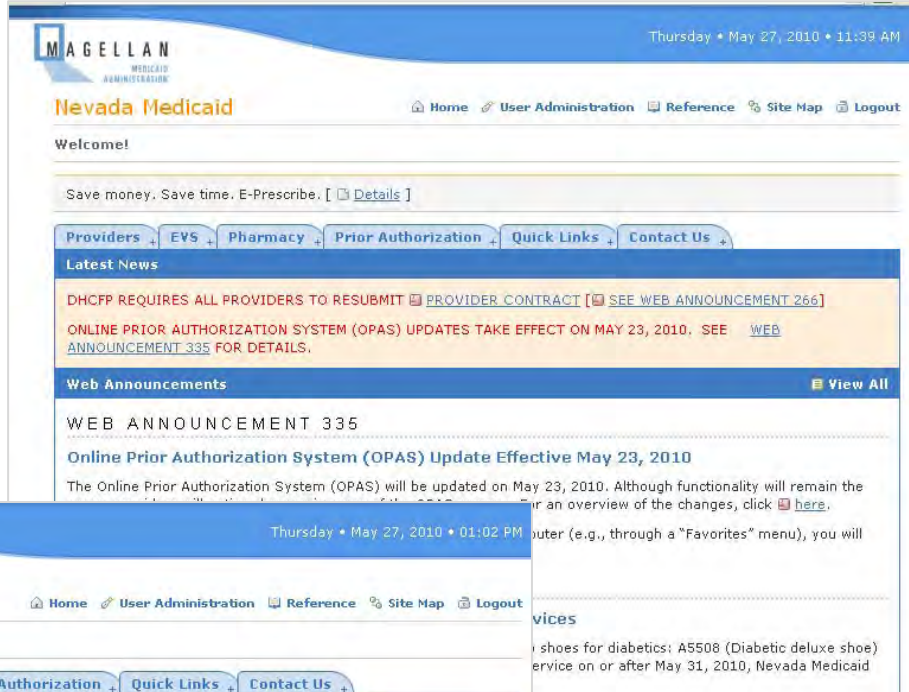 Thursday • May 27, 2010 • 11:39 AM
MAGELLAN
MEDICAID
ADMINISTRATION
Nevada Medicaid
Home User Administration Reference Site Map Logout
Welcome!
Save money. Save time. E-Prescribe. [ Details ]
Providers + EVS + Pharmacy + Prior Authorization + Quick Links + Contact Us +
Latest News
DHCFP REQUIRES ALL PROVIDERS TO RESUBMIT PROVIDER CONTRACT [ SEE WEB ANNOUNCEMENT 266]
ONLINE PRIOR AUTHORIZATION SYSTEM (OPAS) UPDATES TAKE EFFECT ON MAY 23, 2010. SEE WEB
ANNOUNCEMENT 335 FOR DETAILS.
Web Announcements View All
WEB ANNOUNCEMENT 335
Online Prior Authorization System (OPAS) Update Effective May 23, 2010
The Online Prior Authorization System (OPAS) will be updated on May 23, 2010. Although functionality will remain the
For an overview of the changes, click here.
Thursday • May 27, 2010 • 01:02 PM
puter (e.g., through a "Favorites" menu), you will
Home User Administration Reference Site Map Logout
vices
shoes for diabetics: A5508 (Diabetic deluxe shoe)
ervice on or after May 31, 2010, Nevada Medicaid
Authorization + Quick Links + Contact Us +